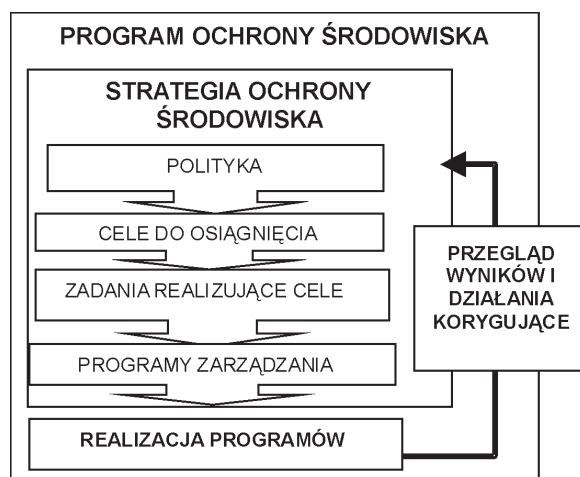 PROGRAM OCHRONY ŚRODOWISKA
STRATEGIA OCHRONY
ŚRODOWISKA
POLITYKA
CELE DO OSIĄGNIĘCIA
ZADANIA REALIZUJĄCE CELE
PROGRAMY ZARZĄDZANIA
REALIZACJA PROGRAMÓW
PRZEGLĄD
WYNIKÓW I
DZIAŁANIA
KORYGUJĄCE